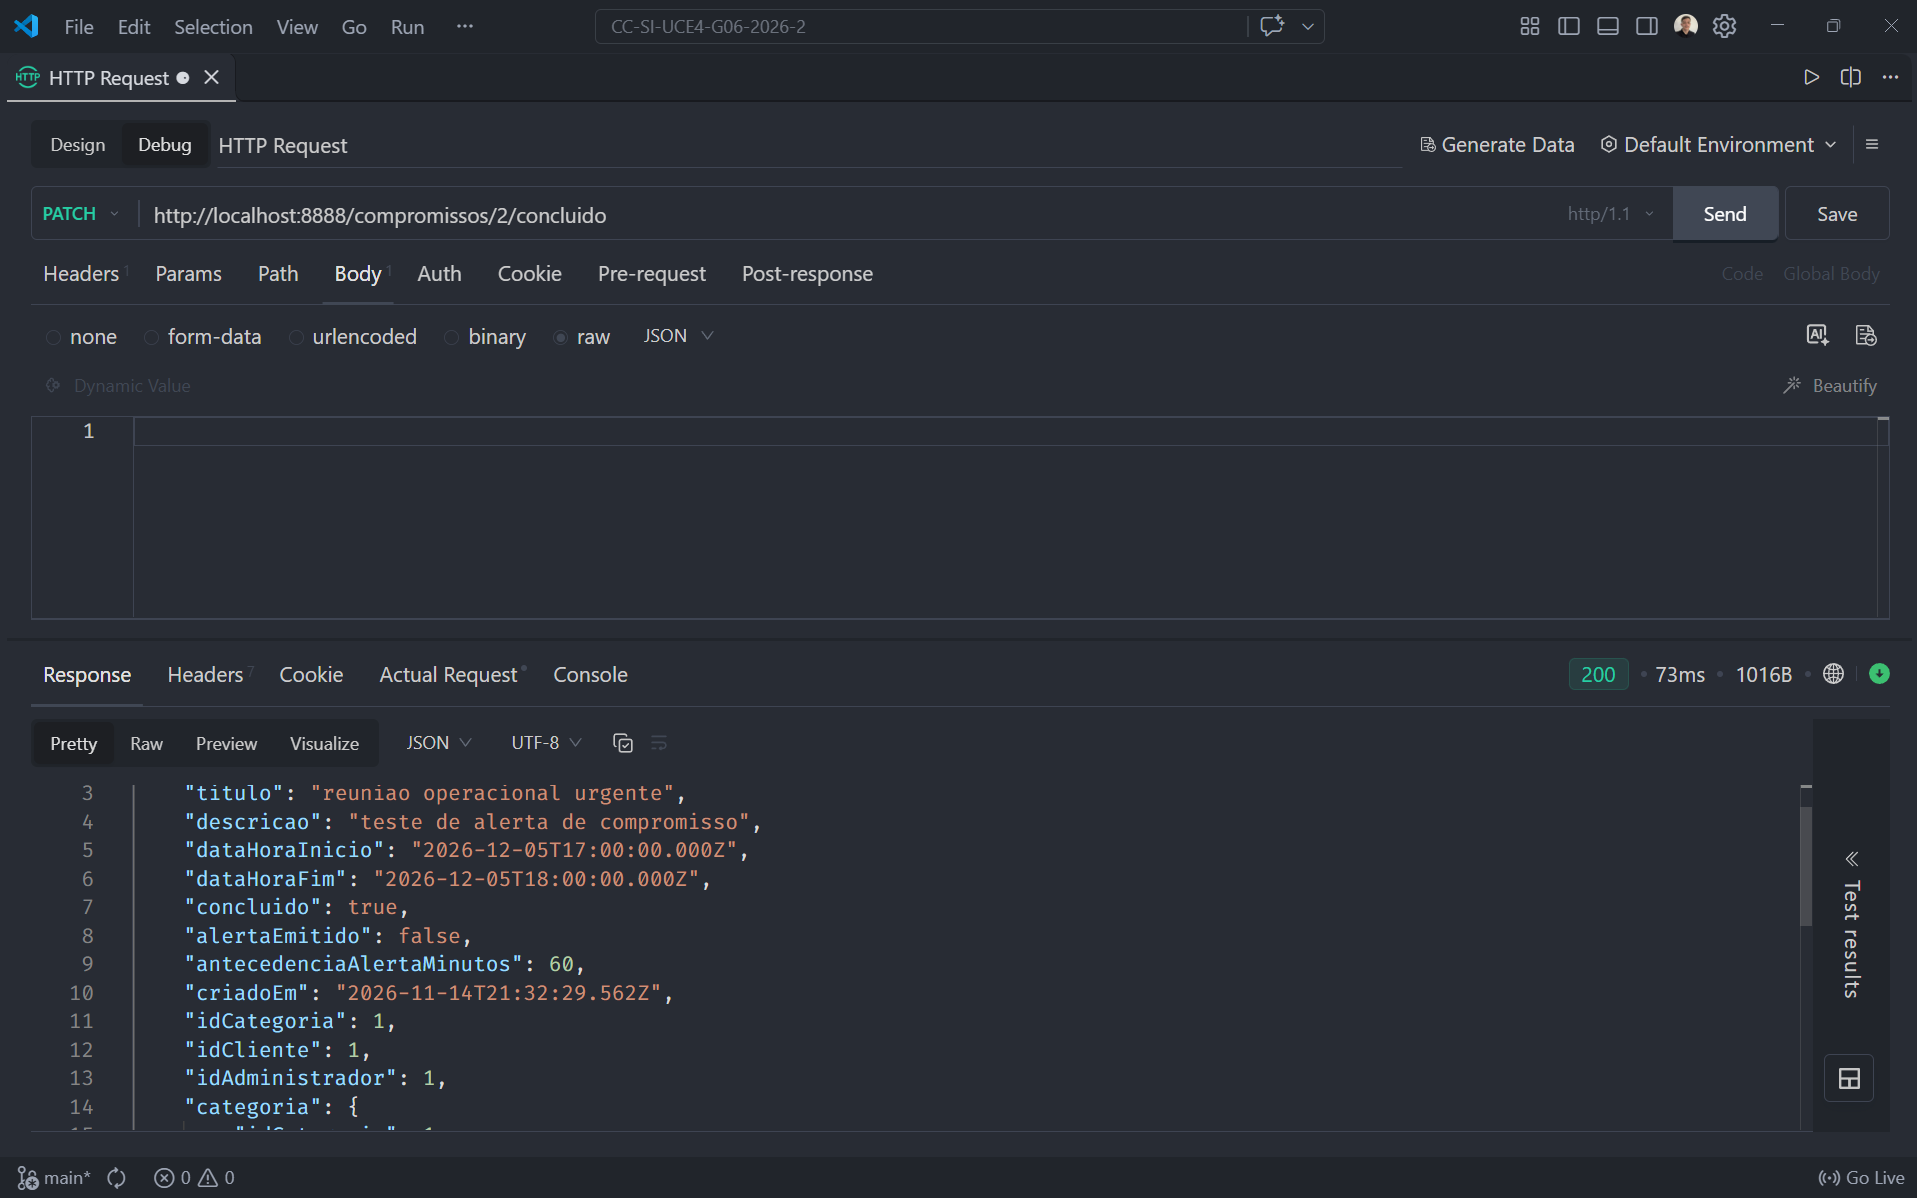 File Edit Selection View Go Run ··· CC-SI-UCE4-G06-2026-2
HTTP HTTP Request
Design Debug HTTP Request Generate Data Default Environment
PATCH http://localhost:8888/compromissos/2/concluido http/1.1 Send Save
Headers 1 Params Path Body 1 Auth Cookie Pre-request Post-response Code Global Body
none form-data urlencoded binary raw JSON AI
Dynamic Value Beautify
1
Response Headers 7 Cookie Actual Request Console 200 73ms 1016B
Pretty Raw Preview Visualize JSON UTF-8
3 "titulo": "reuniao operacional urgente",
4 "descricao": "teste de alerta de compromisso",
5 "dataHoraInicio": "2026-12-05T17:00:00.000Z",
6 "dataHoraFim": "2026-12-05T18:00:00.000Z",
7 "concluido": true,
8 "alertaEmitido": false,
9 "antecedenciaAlertaMinutos": 60,
10 "criadoEm": "2026-11-14T21:32:29.562Z",
11 "idCategoria": 1,
12 "idCliente": 1,
13 "idAdministrador": 1,
14 "categoria": {
Test results
main* 0 0 Go Live